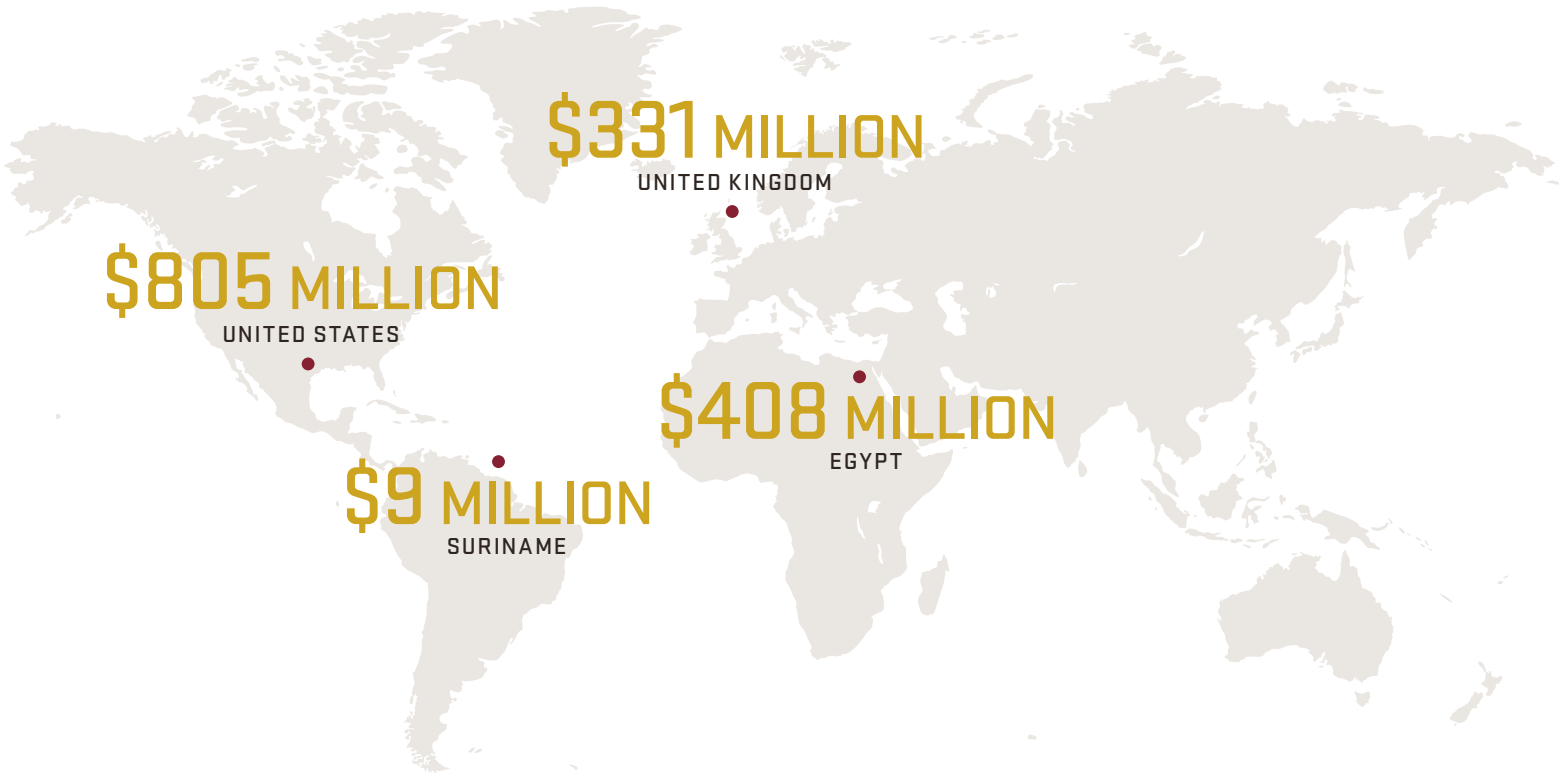 $331 MILLION
UNITED KINGDOM
$805 MILLION
UNITED STATES
$408 MILLION
EGYPT
$9 MILLION
SURINAME